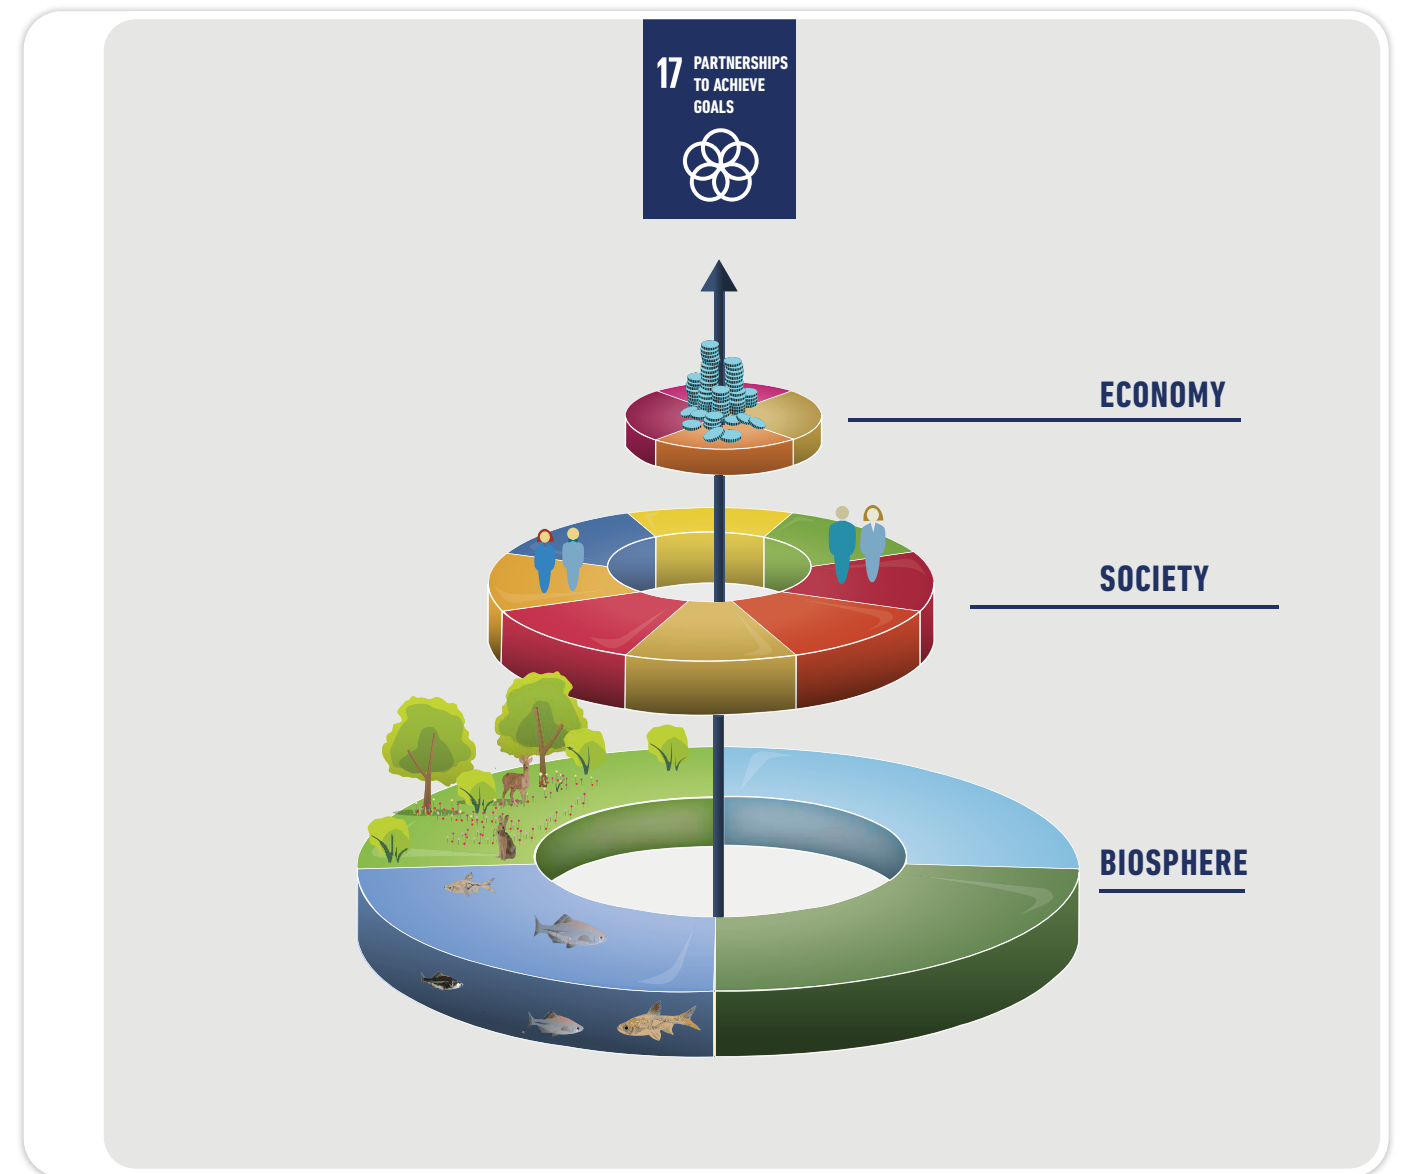 17 PARTNERSHIPS
TO ACHIEVE
GOALS
ECONOMY
SOCIETY
BIOSPHERE